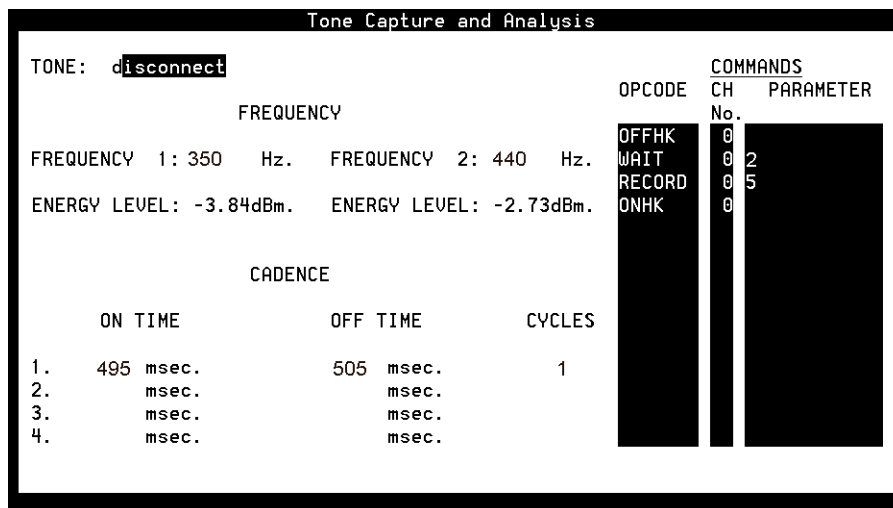 Tone Capture and Analysis
TONE: disconnect
COMMANDS
OPCODE CH PARAMETER
No.
FREQUENCY
OFFHK 0
FREQUENCY 1: 350 Hz. FREQUENCY 2: 440 Hz.
WAIT 0 2
RECORD 0 5
ENERGY LEVEL: -3.84dBm. ENERGY LEVEL: -2.73dBm.
ONHK 0
CADENCE
ON TIME OFF TIME CYCLES
1. 495 msec. 505 msec. 1
2. msec. msec.
3. msec. msec.
4. msec. msec.